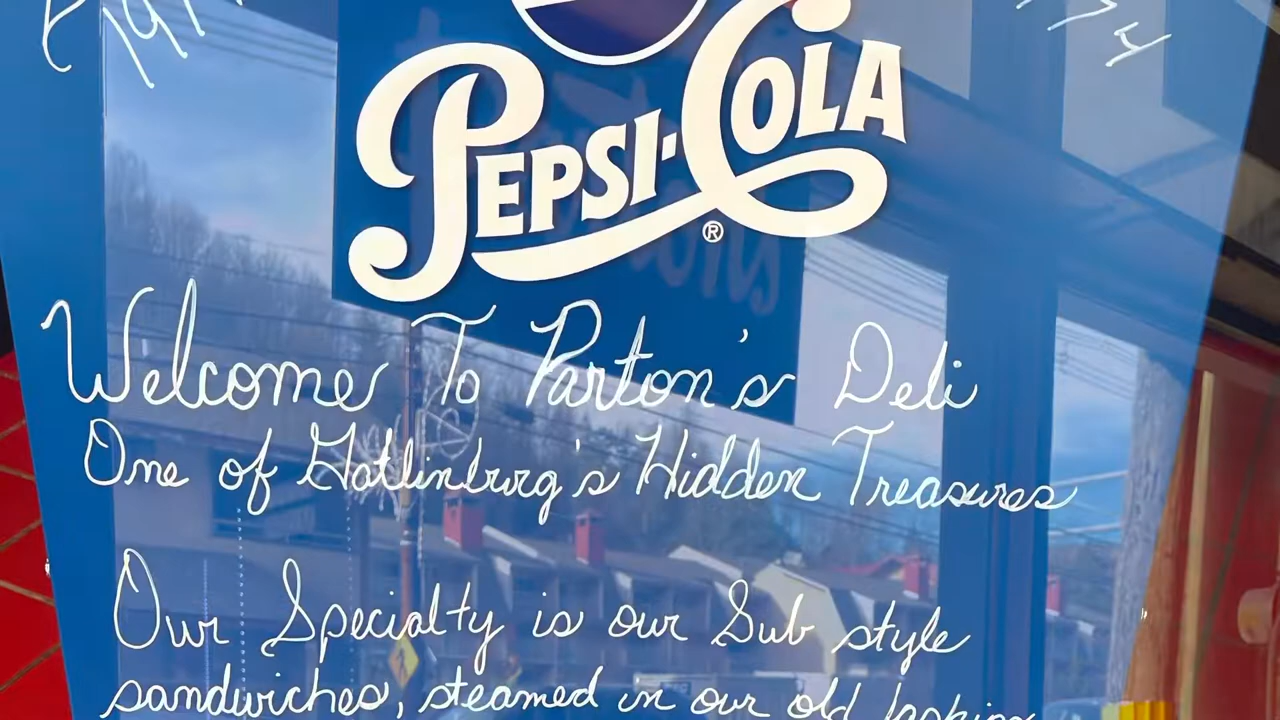 PEPSI-COLA ®
Welcome To Parton's Deli
One of Gatlinburg's Hidden Treasures
Our Specialty is our Sub style
sandwiches, steamed in our old